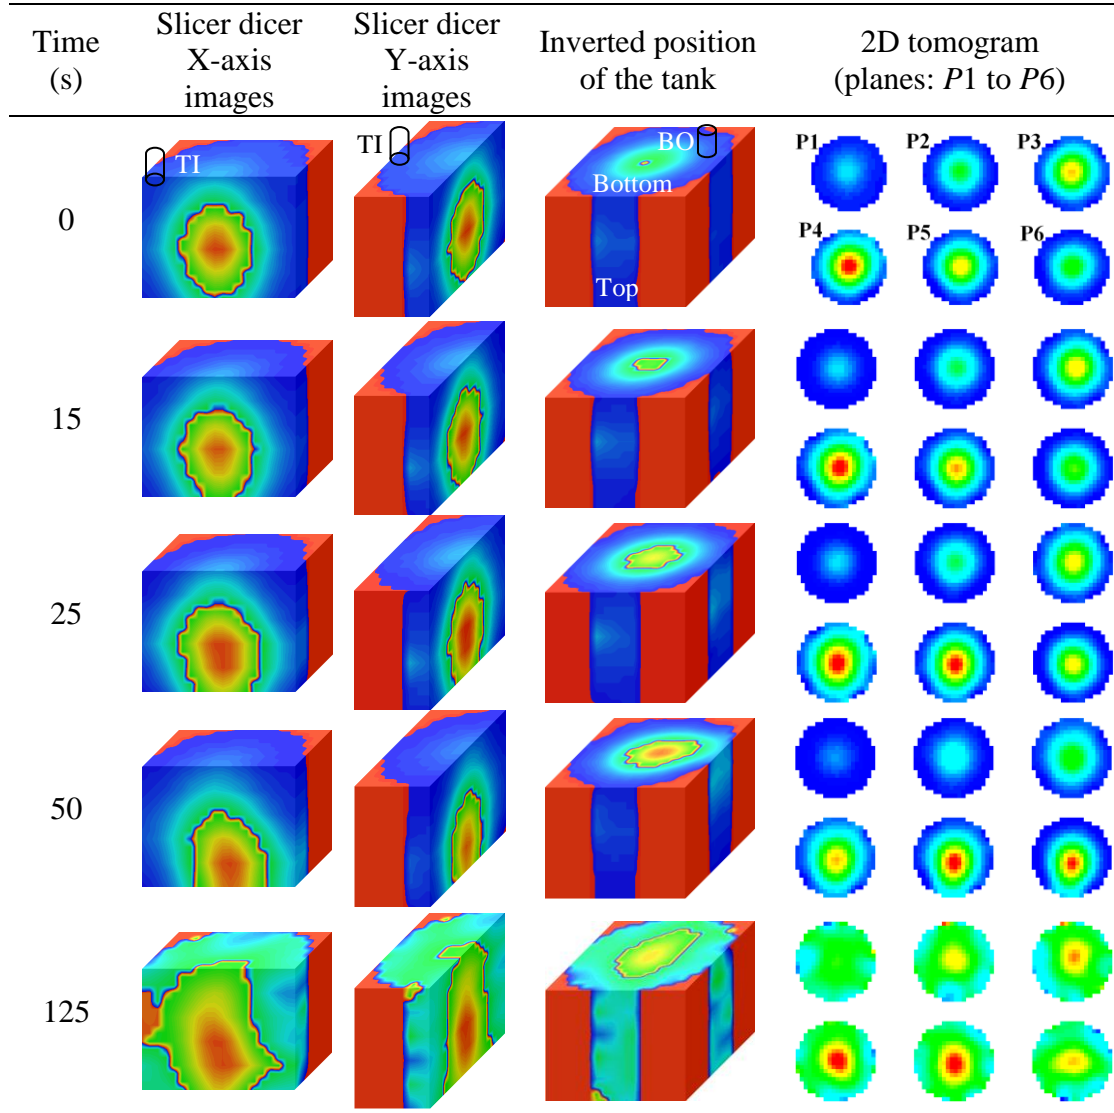 Time
(s)
Slicer dicer
X-axis
images
Slicer dicer
Y-axis
images
Inverted position
of the tank
2D tomogram
(planes: P1 to P6)
0
TI
TI
BO
Bottom
Top
P1
P2
P3
P4
P5
P6
15
25
50
125